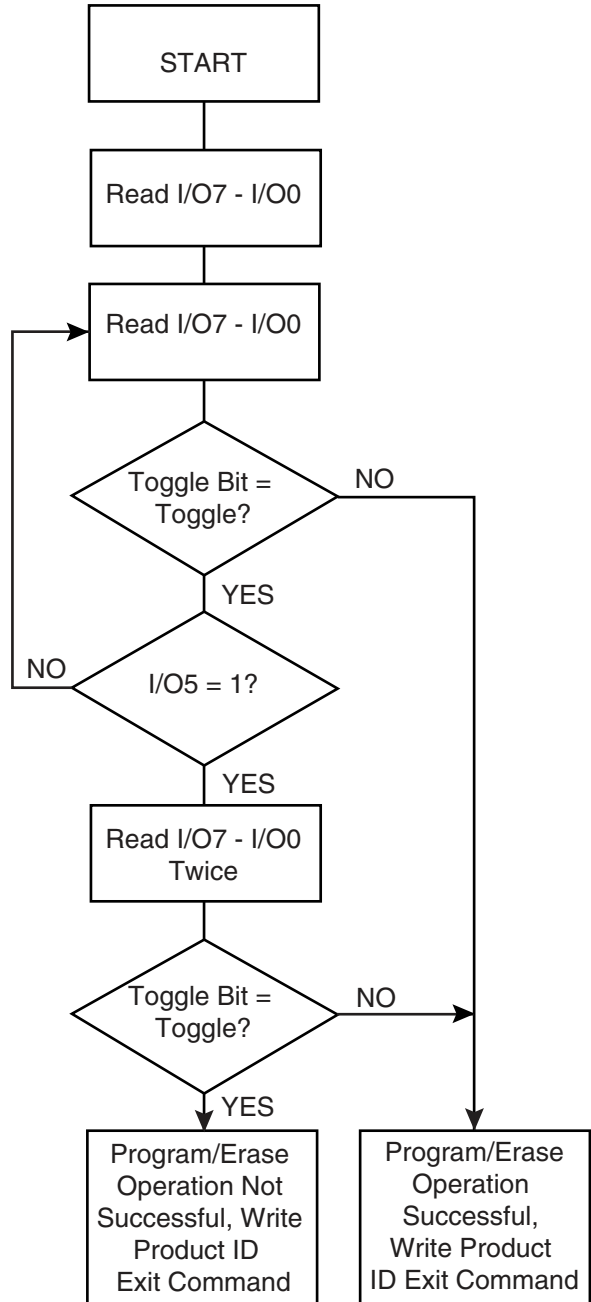 START
Read I/O7 - I/O0
Read I/O7 - I/O0
Toggle Bit =
Toggle?
NO
YES
NO
I/O5 = 1?
YES
Read I/O7 - I/O0
Twice
Toggle Bit =
Toggle?
NO
YES
Program/Erase
Operation Not
Successful, Write
Product ID
Exit Command
Program/Erase
Operation
Successful,
Write Product
ID Exit Command